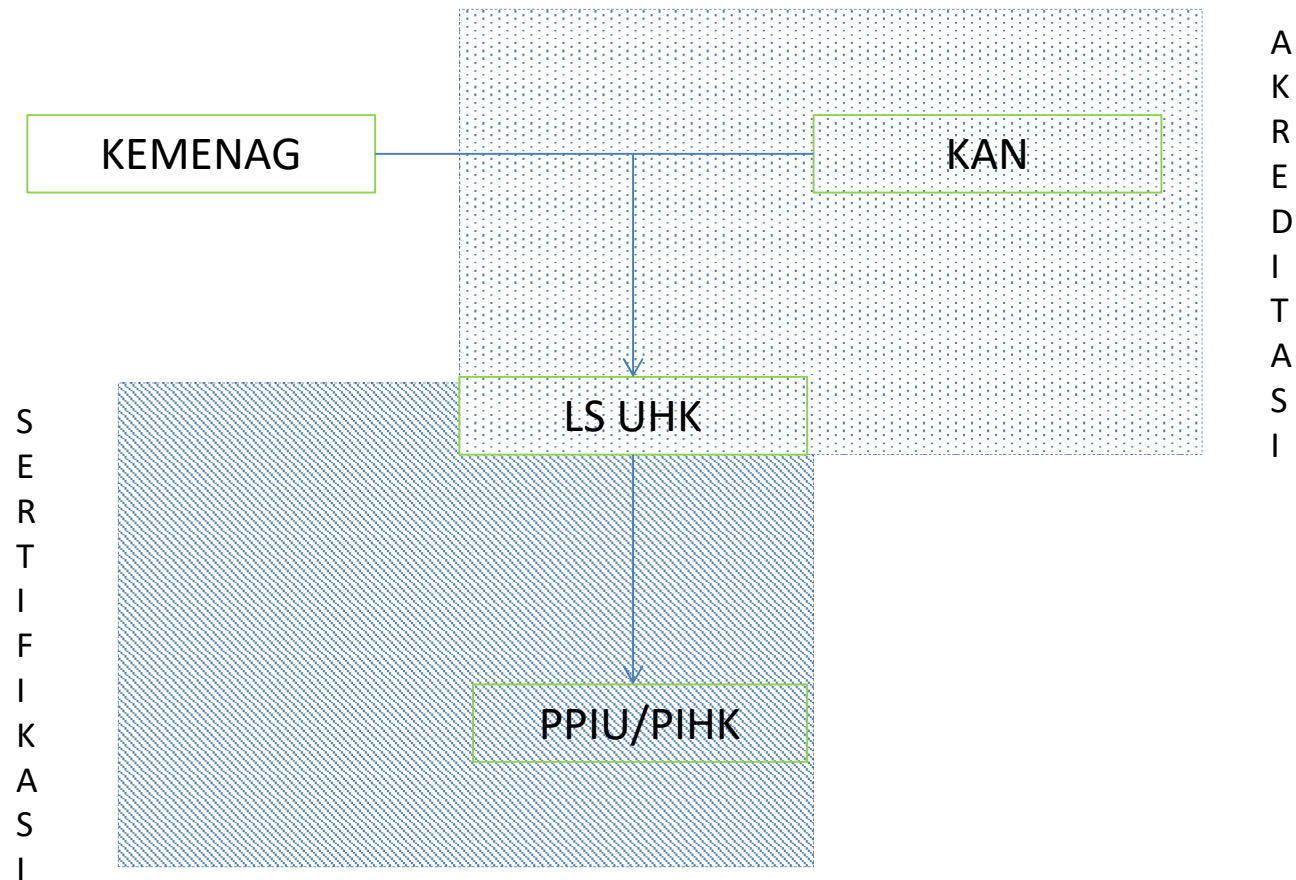 AKREDITASI
KEMENAG
KAN
LS UHK
SERTIFIKASI
PPIU/PIHK